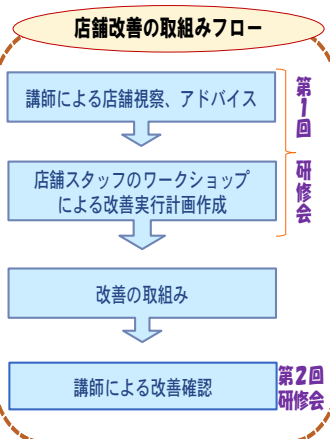 店舗改善の取組みフロー
講師による店舗視察、アドバイス
店舗スタッフのワークショップ
による改善実行計画作成
第1回
研修会
改善の取組み
講師による改善確認
第2回
研修会